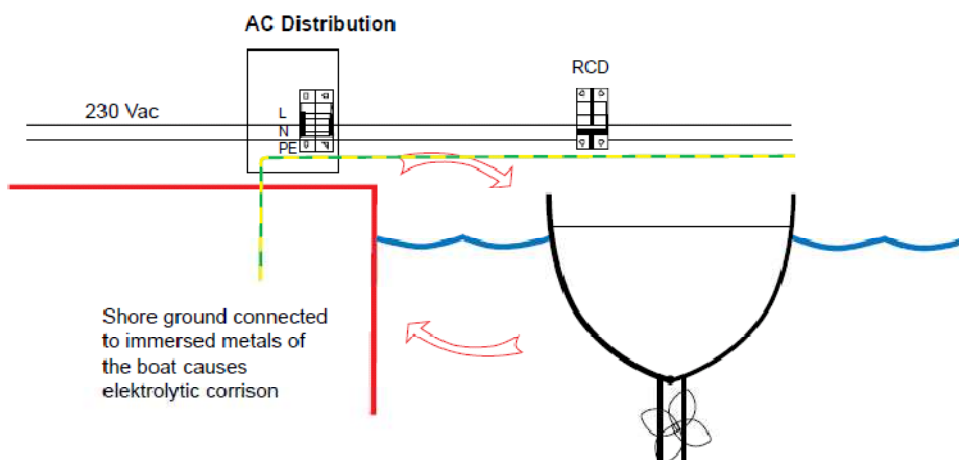 AC Distribution
RCD
230 Vac
L
N
PE
Shore ground connected
to immersed metals of
the boat causes
elektrolytic corrison